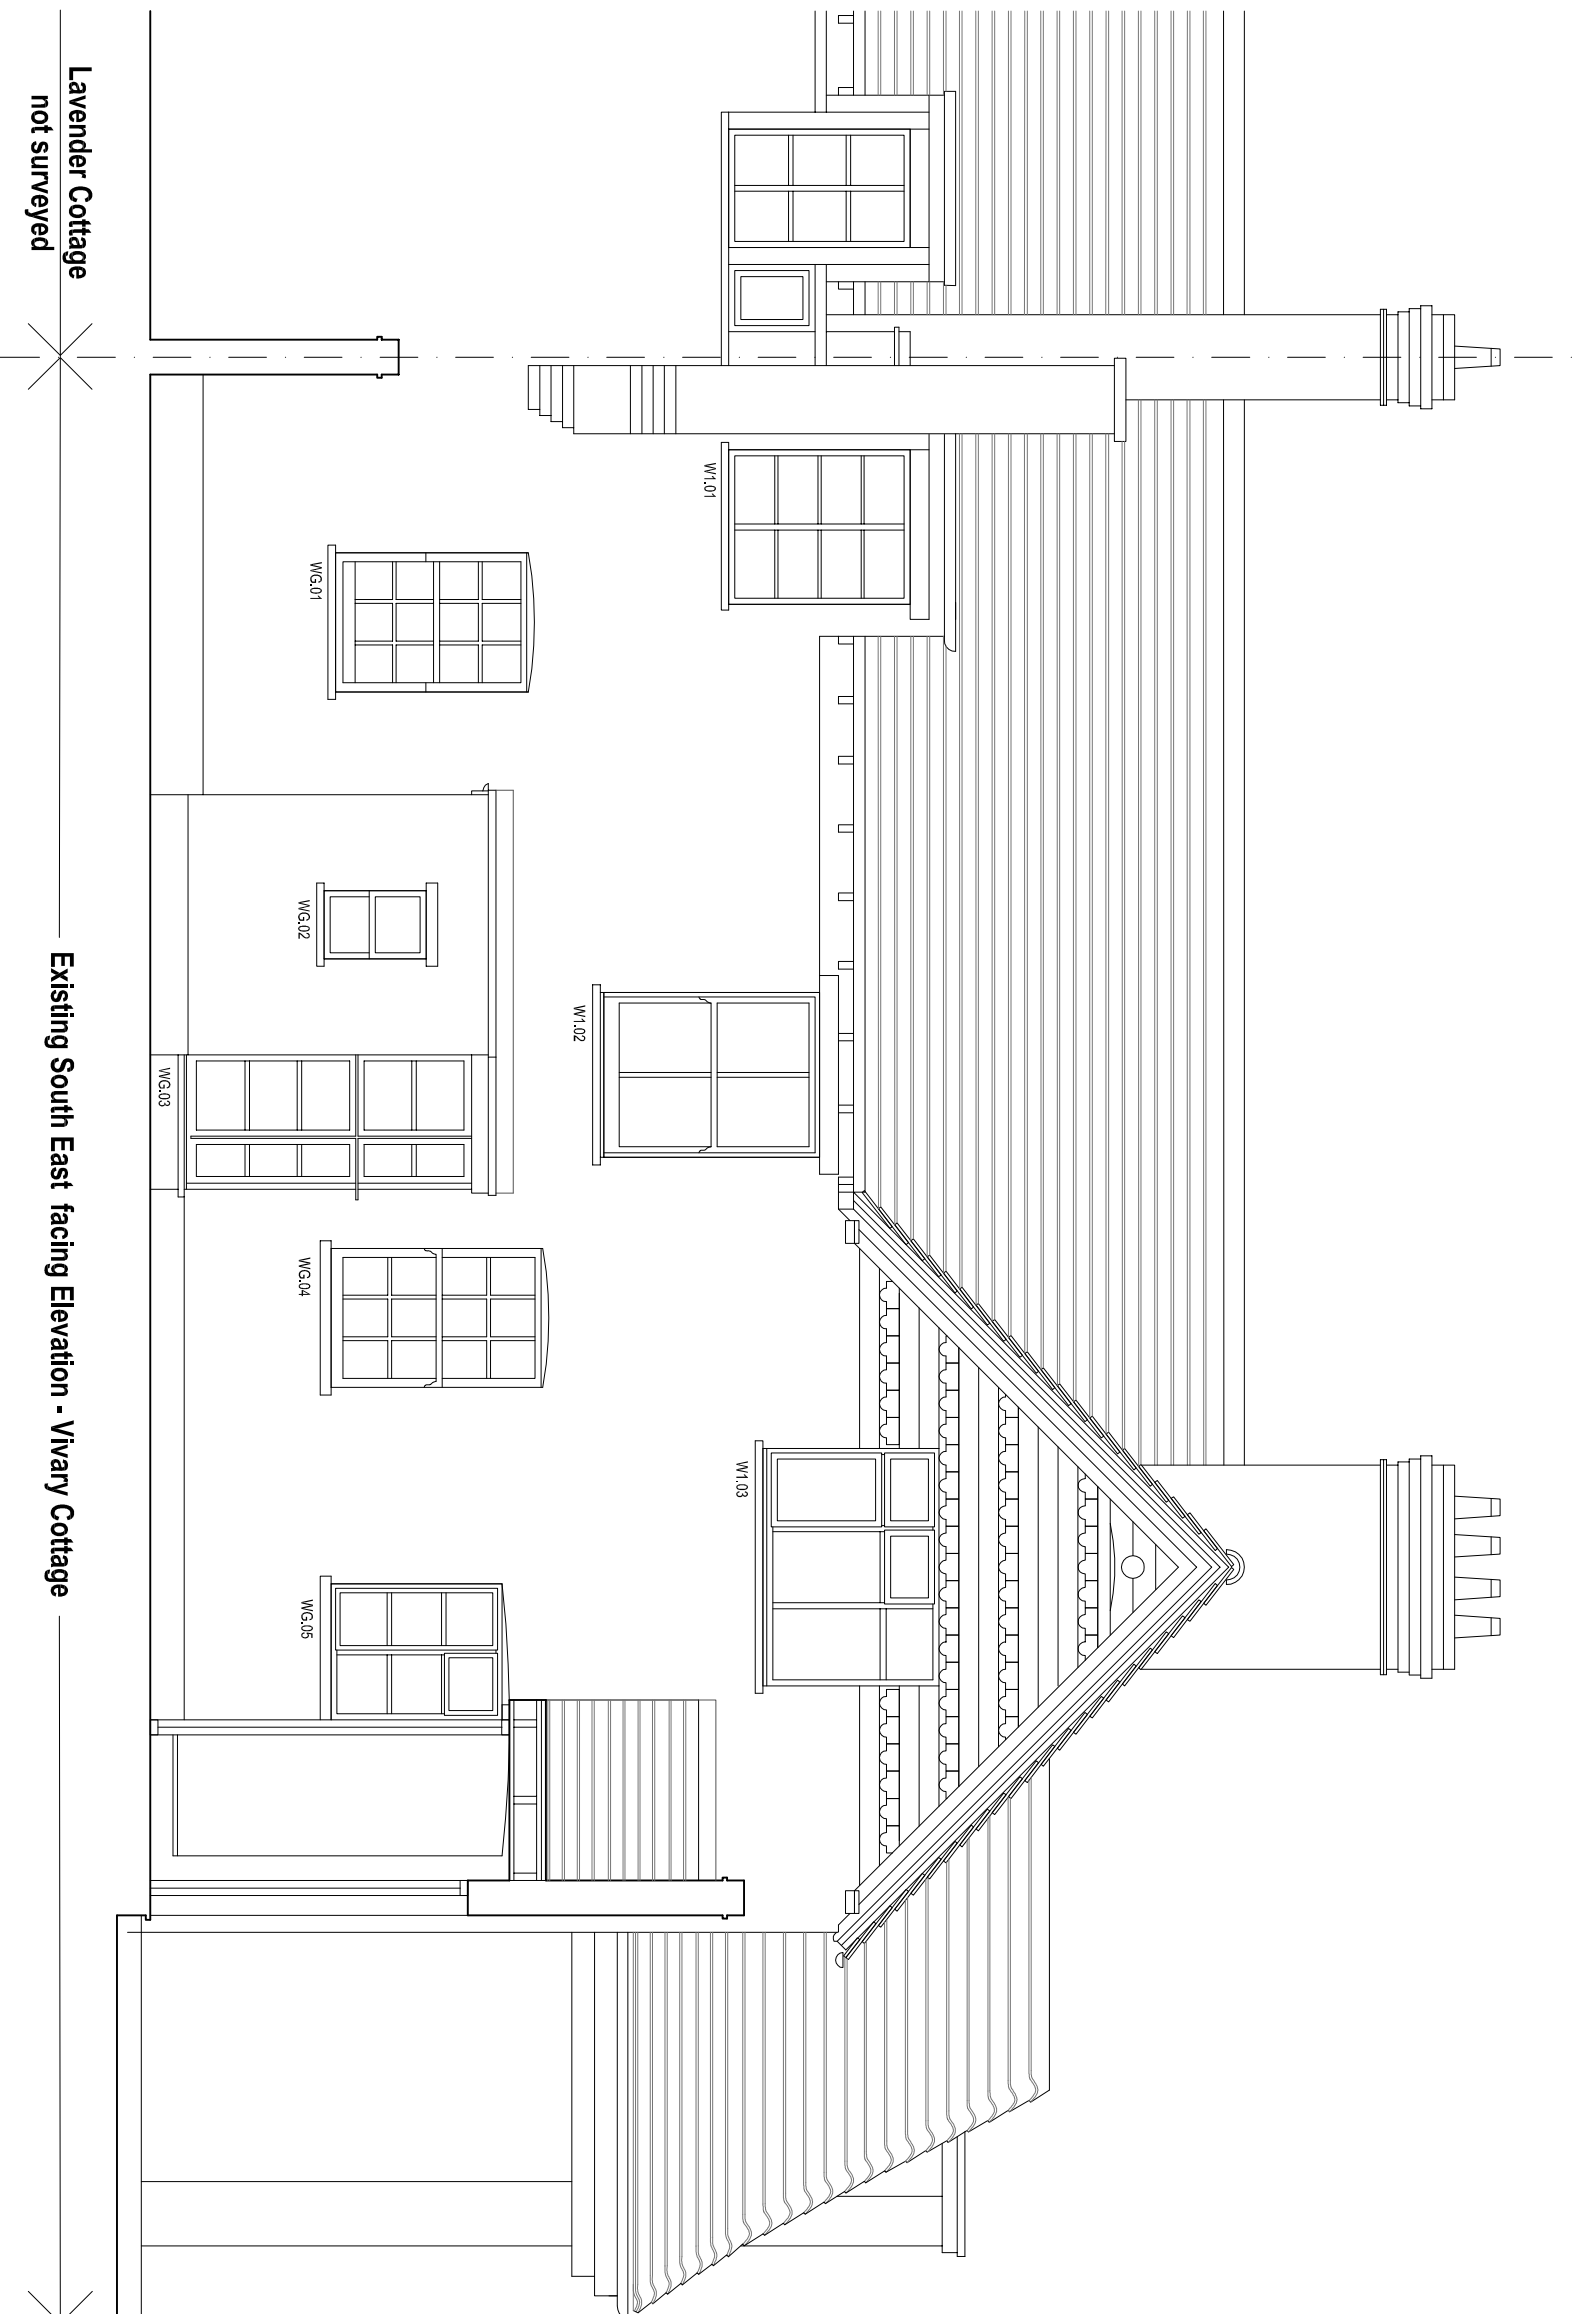 W1.01
W1.02
W1.03
WG.01
WG.02
WG.03
WG.04
WG.05
Lavender Cottage
not surveyed
Existing South East facing Elevation - Vivary Cottage